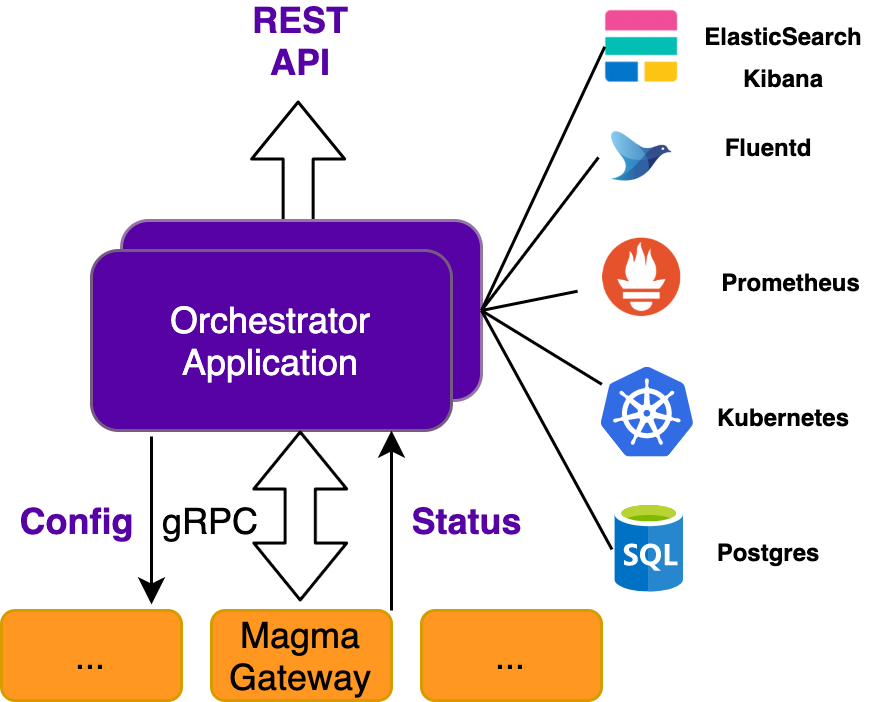 REST
API
ElasticSearch
Kibana
Fluentd
Prometheus
Orchestrator
Application
Kubernetes
Config
gRPC
Status
SQL
Postgres
...
Magma
Gateway
...